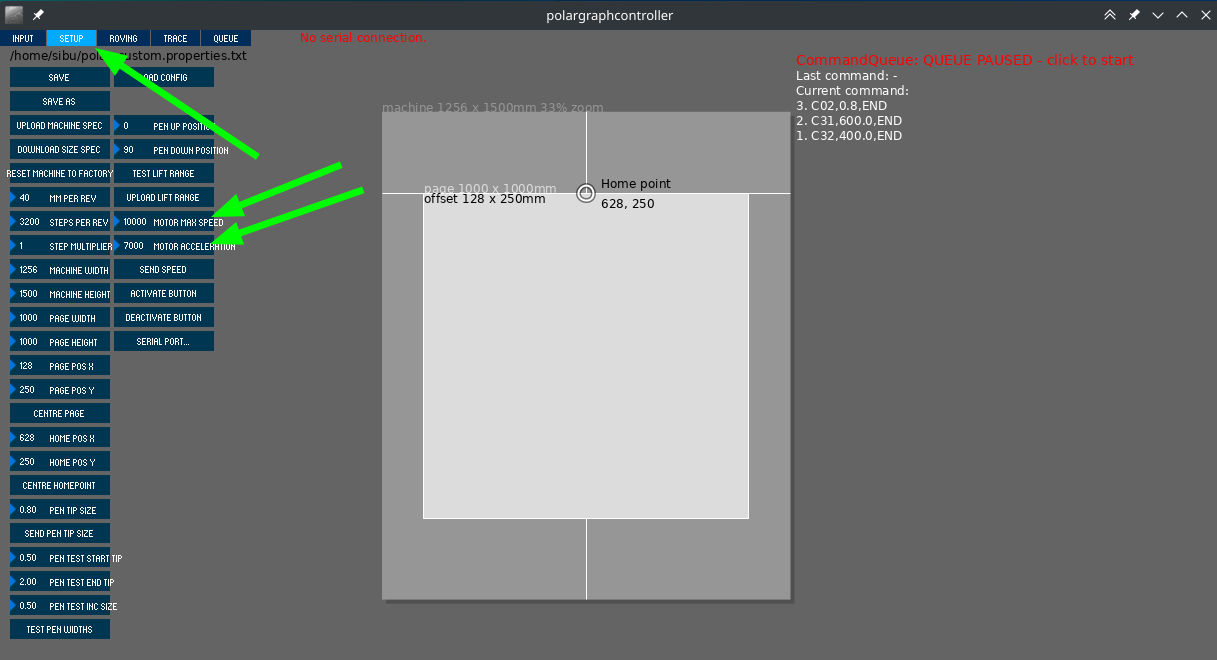 polargraphcontroller
INPUT SETUP ROVING TRACE QUEUE
No serial connection.
/home/sibu/pola custom.properties.txt
SAVE OAD CONFIG
SAVE AS
UPLOAD MACHINE SPEC 0 PEN UP POSITION
DOWNLOAD SIZE SPEC 90 PEN DOWN POSITION
RESET MACHINE TO FACTORY TEST LIFT RANGE
40 MM PER REV UPLOAD LIFT RANGE
3200 STEPS PER REV 10000 MOTOR MAX SPEED
1 STEP MULTIPLIER 7000 MOTOR ACCELERATION
1256 MACHINE WIDTH SEND SPEED
1500 MACHINE HEIGHT ACTIVATE BUTTON
1000 PAGE WIDTH DEACTIVATE BUTTON
1000 PAGE HEIGHT SERIAL PORT...
128 PAGE POS X
250 PAGE POS Y
CENTRE PAGE
628 HOME POS X
250 HOME POS Y
CENTRE HOMEPOINT
0.80 PEN TIP SIZE
SEND PEN TIP SIZE
0.50 PEN TEST START TIP
2.00 PEN TEST END TIP
0.50 PEN TEST INC SIZE
TEST PEN WIDTHS
machine 1256 x 1500mm 33% zoom
page 1000 x 1000mm
offset 128 x 250mm
Home point
628, 250
CommandQueue: QUEUE PAUSED - click to start
Last command: -
Current command:
3. C02,0.8,END
2. C31,600.0,END
1. C32,400.0,END